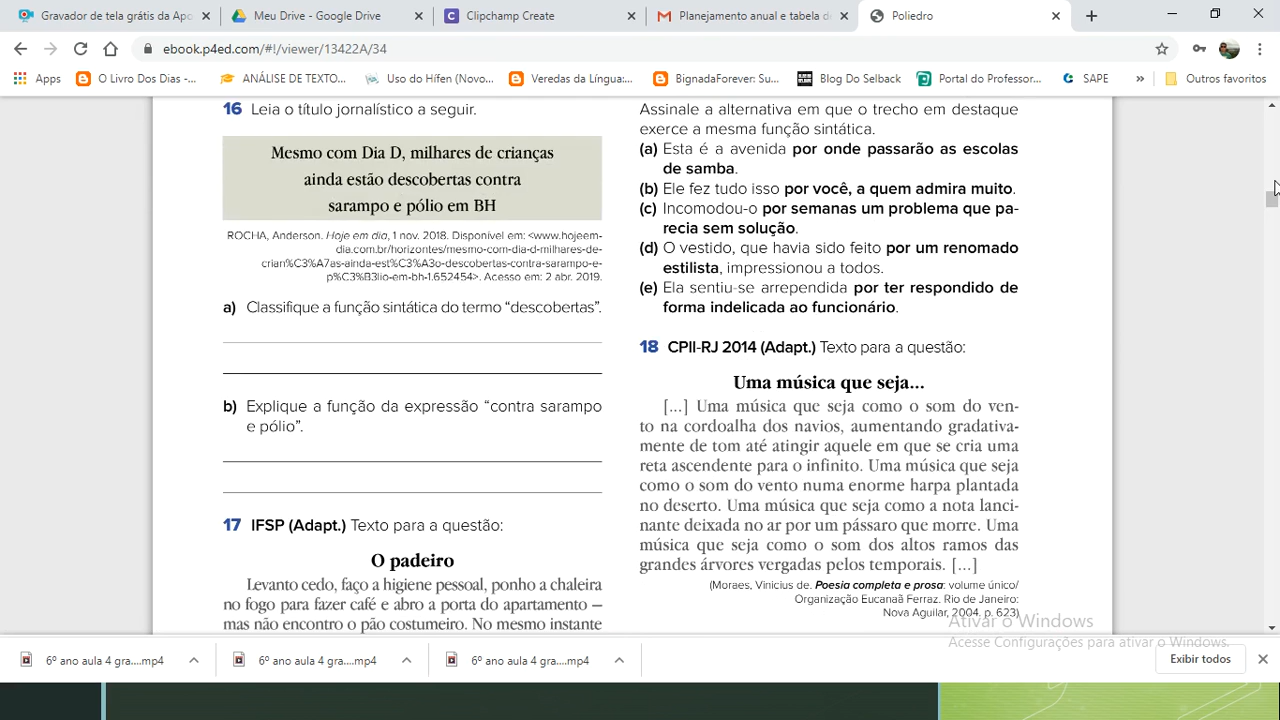 Gravador de tela grátis da Apo
Meu Drive - Google Drive
Clipchamp Create
Planejamento anual e tabela d
Poliedro
ebook.p4ed.com/#!/viewer/13422A/34
Apps
O Livro Dos Dias -...
ANÁLISE DE TEXTO...
Uso do Hífen (Novo...
Veredas da Língua:...
BignadaForever: Su...
Blog Do Selback
Portal do Professor...
SAPE
»
Outros favoritos
16 Leia o título jornalístico a seguir.
Mesmo com Dia D, milhares de crianças
ainda estão descobertas contra
sarampo e pólio em BH
ROCHA, Anderson. Hoje em dia, 1 nov. 2018. Disponível em: <www.hojeem-
dia.com.br/horizontes/mesmo-com-dia-d-milhares-de-
crian%C3%A7as-ainda-est%C3%A3o-descobertas-contra-sarampo-e-
p%C3%B3lio-em-bh-1.652454>. Acesso em: 2 abr. 2019.
a) Classifique a função sintática do termo “descobertas”.
b) Explique a função da expressão “contra sarampo
e pólio”.
17 IFSP (Adapt.) Texto para a questão:
O padeiro
Levanto cedo, faço a higiene pessoal, ponho a chaleira
no fogo para fazer café e abro a porta do apartamento –
mas não encontro o pão costumeiro. No mesmo instante
Assinale a alternativa em que o trecho em destaque
exerce a mesma função sintática.
(a) Esta é a avenida por onde passarão as escolas
de samba.
(b) Ele fez tudo isso por você, a quem admira muito.
(c) Incomodou-o por semanas um problema que pa-
recia sem solução.
(d) O vestido, que havia sido feito por um renomado
estilista, impressionou a todos.
(e) Ela sentiu-se arrependida por ter respondido de
forma indelicada ao funcionário.
18 CPII-RJ 2014 (Adapt.) Texto para a questão:
Uma música que seja...
[...] Uma música que seja como o som do ven-
to na cordoalha dos navios, aumentando gradativa-
mente de tom até atingir aquele em que se cria uma
reta ascendente para o infinito. Uma música que seja
como o som do vento numa enorme harpa plantada
no deserto. Uma música que seja como a nota lanci-
nante deixada no ar por um pássaro que morre. Uma
música que seja como o som dos altos ramos das
grandes árvores vergadas pelos temporais. [...]
(Moraes, Vinicius de. Poesia completa e prosa: volume único/
Organização Eucanaã Ferraz. Rio de Janeiro:
Nova Aguilar, 2004. p. 623)
Ativar o Windows
Acesse Configurações para ativar o Windows.
6º ano aula 4 gra....mp4
6º ano aula 4 gra....mp4
6º ano aula 4 gra....mp4
Exibir todos